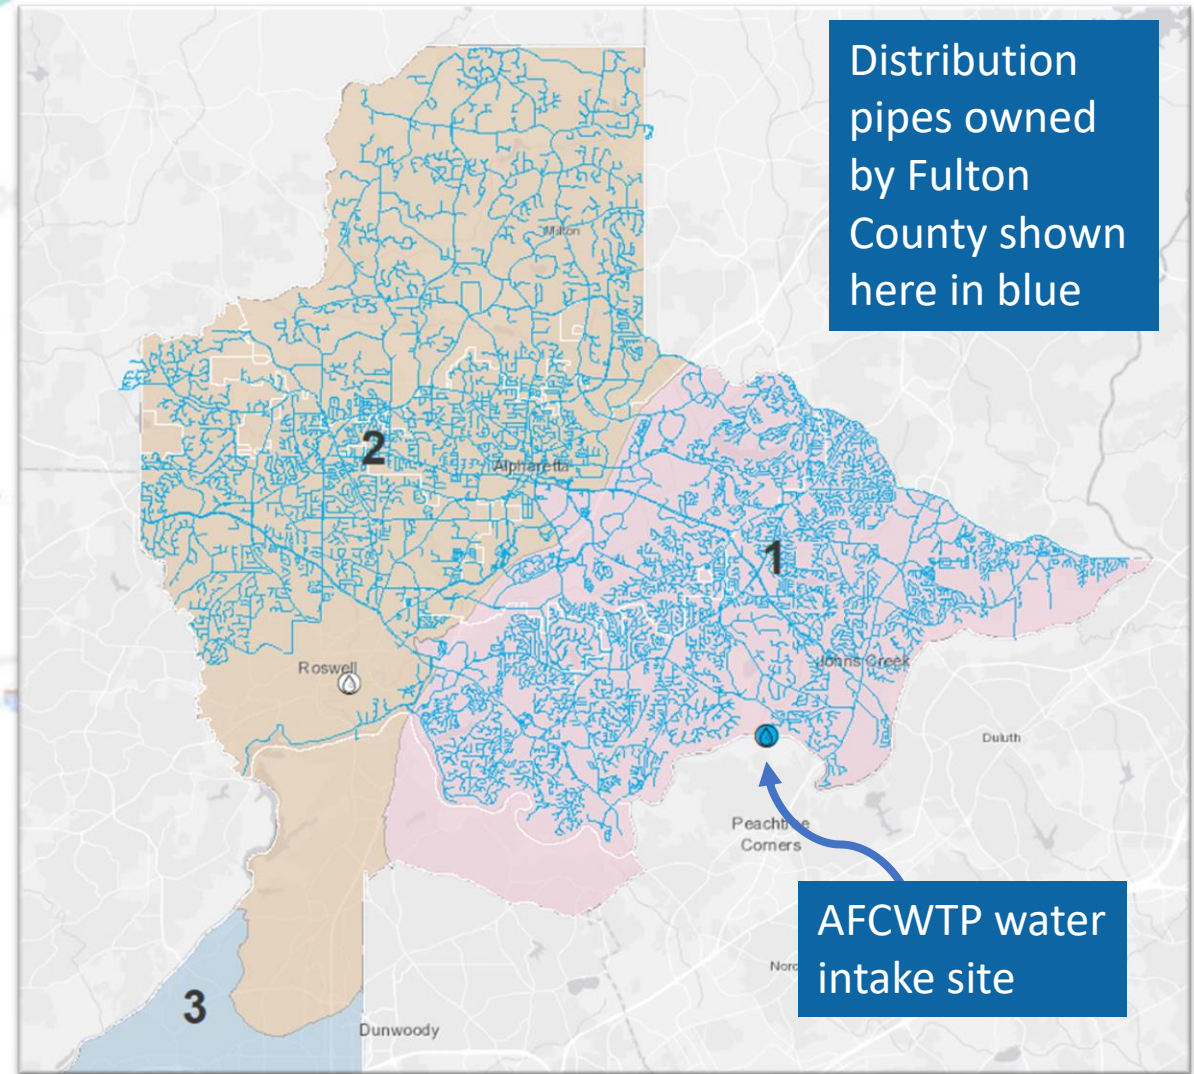 Distribution
pipes owned
by Fulton
County shown
here in blue
Milton
2
Alpharetta
1
Roswell
Johns Creek
Duluth
Peachtree
Corners
AFCWTP water
intake site
Norc
3
Dunwoody